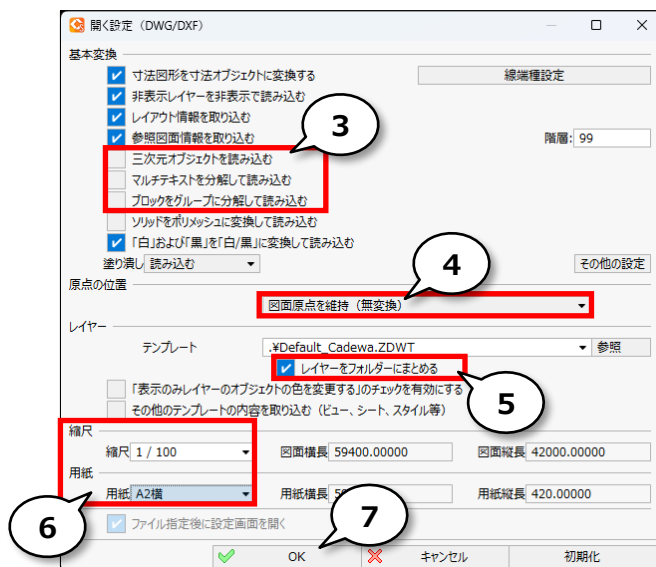 開く設定（DWG/DXF）
基本変換
寸法図形を寸法オブジェクトに変換する
線端種設定
非表示レイヤーを非表示で読み込む
レイアウト情報を取り込む
3
参照図面情報を取り込む
階層: 99
三次元オブジェクトを読み込む
マルチテキストを分解して読み込む
ブロックをグループに分解して読み込む
ソリッドをポリメッシュに変換して読み込む
「白」および「黒」を「白/黒」に変換して読み込む
塗り潰し 読み込む
4
その他の設定
原点の位置
図面原点を維持（無変換）
レイヤー
テンプレート .¥Default_Cadewa.ZDWT 参照
レイヤーをフォルダーにまとめる
「表示のみレイヤーのオブジェクトの色を変更する」のチェックを有効にする
5
その他のテンプレートの内容を取り込む（ビュー、シート、スタイル等）
縮尺
縮尺 1 / 100 図面横長 59400.00000 図面縦長 42000.00000
用紙
用紙 A2横 用紙横長 用紙縦長 420.00000
6
7
ファイル指定後に設定画面を開く
OK キャンセル 初期化